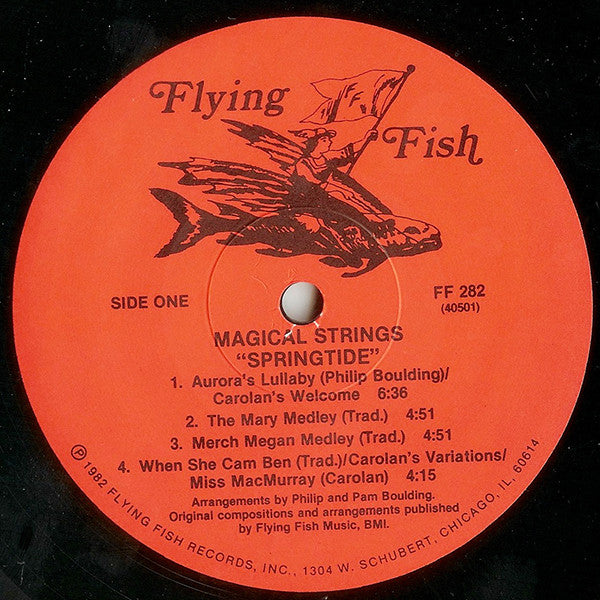 Flying Fish
SIDE ONE
FF 282
(40501)
MAGICAL STRINGS
"SPRINGTIDE"
1. Aurora's Lullaby (Philip Boulding)/
Carolan's Welcome 6:36
2. The Mary Medley (Trad.) 4:51
3. Merch Megan Medley (Trad.) 4:51
4. When She Cam Ben (Trad.)/Carolan's Variations/
Miss MacMurray (Carolan) 4:15
Arrangements by Philip and Pam Boulding.
Original compositions and arrangements published
by Flying Fish Music, BMI.
℗ 1982 FLYING FISH RECORDS, INC., 1304 W. SCHUBERT, CHICAGO, IL, 60614